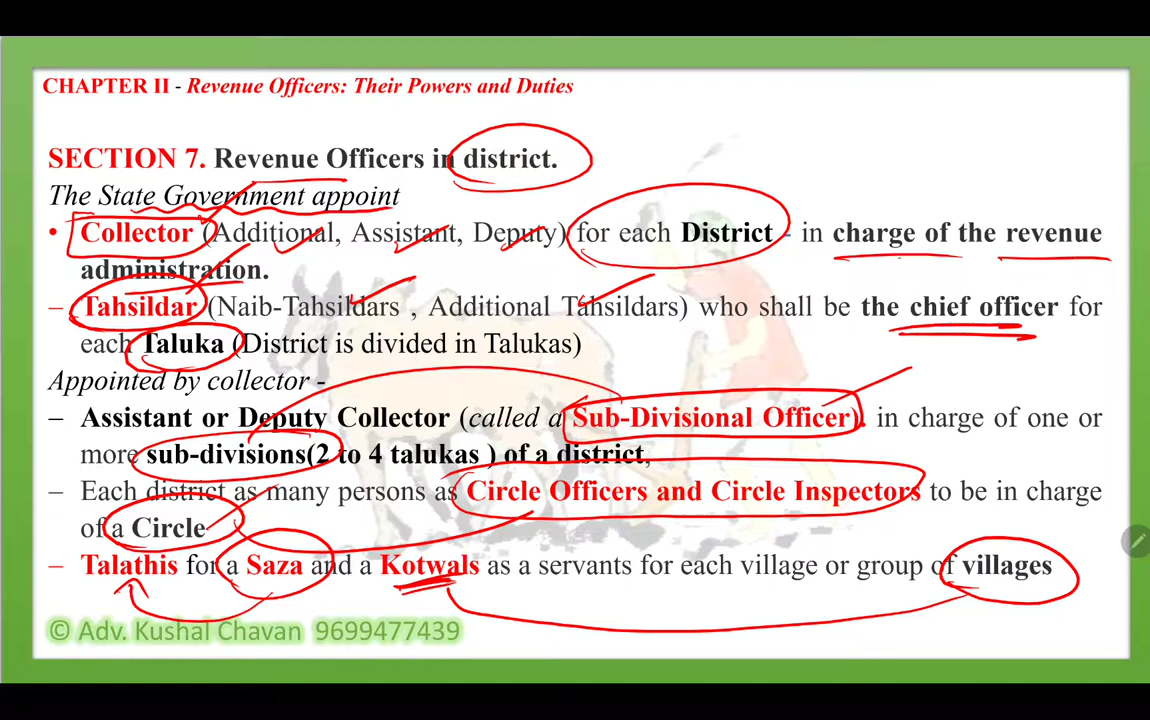 CHAPTER II - Revenue Officers: Their Powers and Duties
SECTION 7. Revenue Officers in district.
The State Government appoint
• Collector (Additional, Assistant, Deputy) for each District - in charge of the revenue
administration.
– Tahsildar (Naib-Tahsildars , Additional Tahsildars) who shall be the chief officer for
each Taluka (District is divided in Talukas)
Appointed by collector -
– Assistant or Deputy Collector (called a Sub-Divisional Officer), in charge of one or
more sub-divisions(2 to 4 talukas ) of a district,
– Each district as many persons as Circle Officers and Circle Inspectors to be in charge
of a Circle
– Talathis for a Saza and a Kotwals as a servants for each village or group of villages
© Adv. Kushal Chavan 9699477439